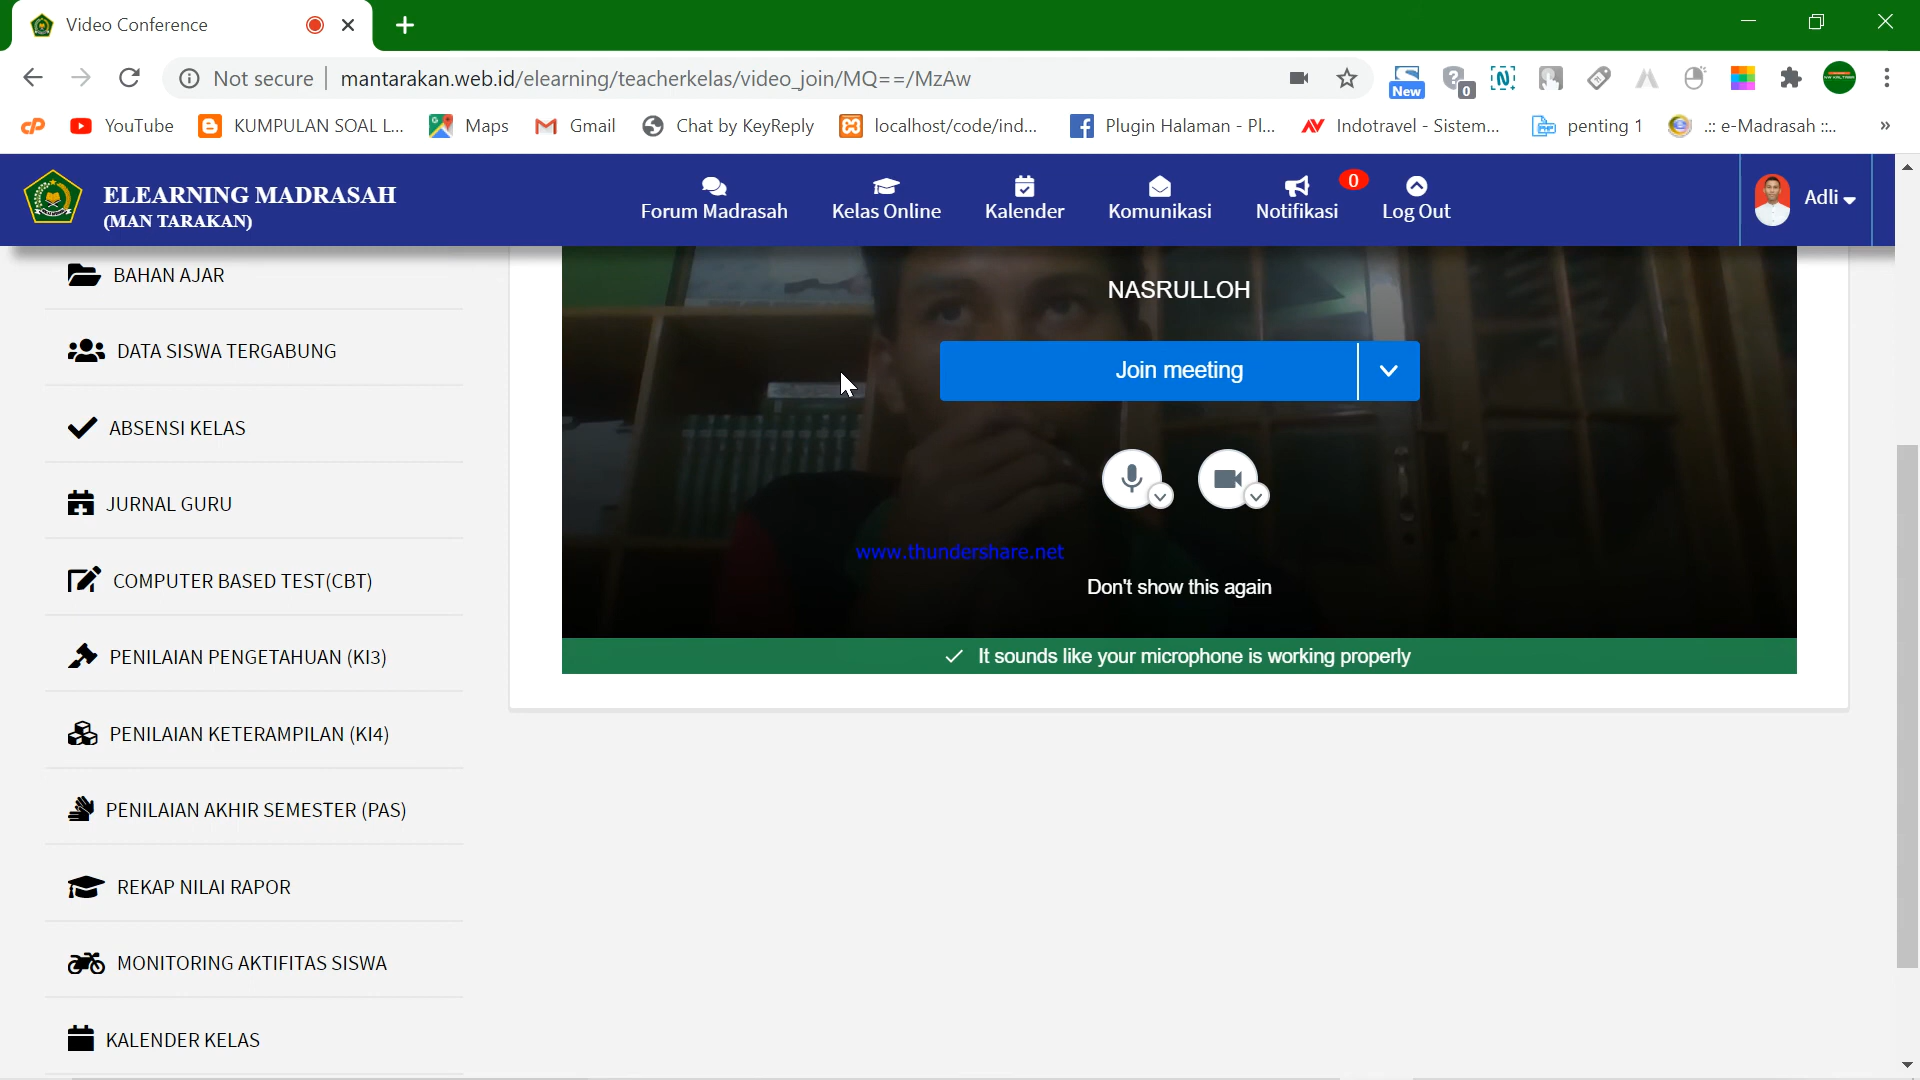 Video Conference
Not secure
mantarakan.web.id/elearning/teacherkelas/video_join/MQ==/MzAw
New
0
YouTube
KUMPULAN SOAL L...
Maps
Gmail
Chat by KeyReply
localhost/code/ind...
Plugin Halaman - Pl...
Indotravel - Sistem...
penting 1
.:: e-Madrasah ::..
»
ELEARNING MADRASAH
(MAN TARAKAN)
Forum Madrasah
Kelas Online
Kalender
Komunikasi
Notifikasi
0
Log Out
Adli
BAHAN AJAR
DATA SISWA TERGABUNG
ABSENSI KELAS
JURNAL GURU
COMPUTER BASED TEST(CBT)
PENILAIAN PENGETAHUAN (KI3)
PENILAIAN KETERAMPILAN (KI4)
PENILAIAN AKHIR SEMESTER (PAS)
REKAP NILAI RAPOR
MONITORING AKTIFITAS SISWA
KALENDER KELAS
NASRULLOH
Join meeting
www.thundershare.net
Don't show this again
It sounds like your microphone is working properly